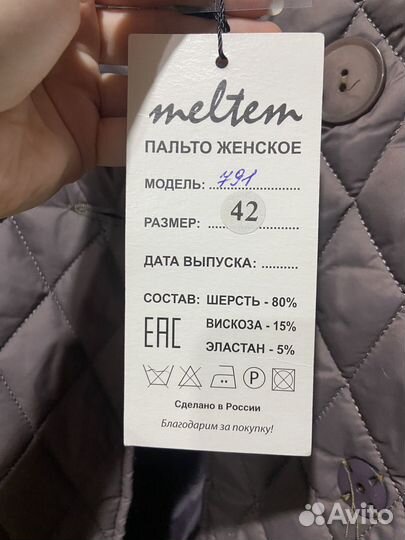 meltem
ПАЛЬТО ЖЕНСКОЕ
МОДЕЛЬ: 791
РАЗМЕР: 42
ДАТА ВЫПУСКА: ..........
СОСТАВ: ШЕРСТЬ - 80%
ВИСКОЗА - 15%
ЭЛАСТАН - 5%
EAC
P
Сделано в России
Благодарим за покупку!
Avito